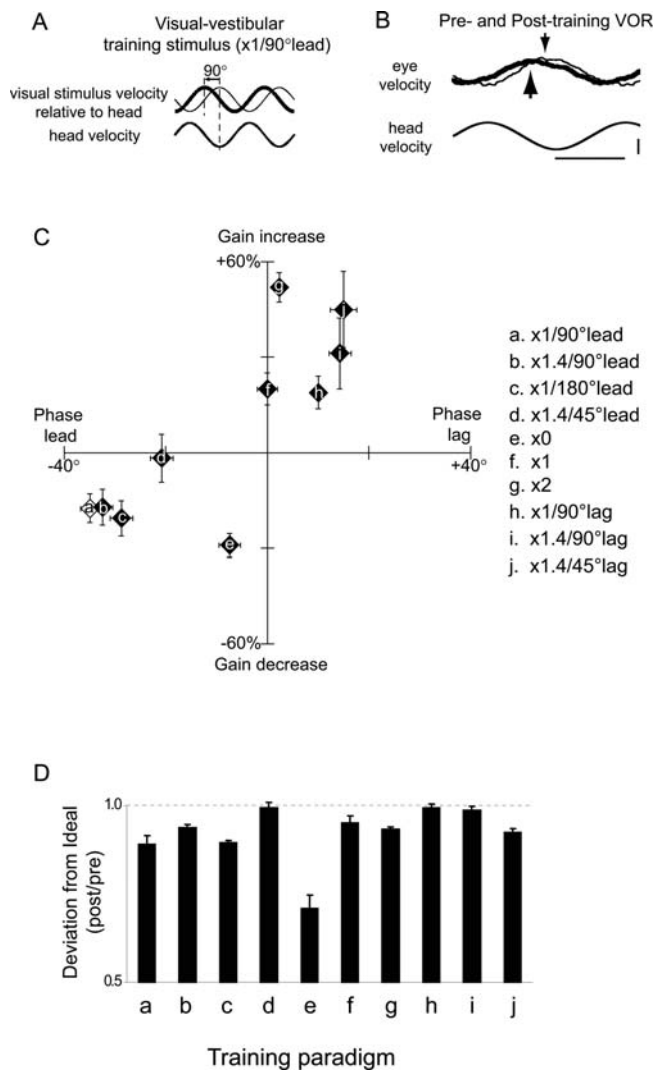 A
Visual-vestibular
training stimulus (x1/90°lead)
90°
visual stimulus velocity
relative to head
head velocity
B
Pre- and Post-training VOR
eye
velocity
head
velocity
C
Gain increase
+60%
g
j
i
f
h
Phase
lead
-40°
Phase
lag
+40°
d
a
b
c
e
-60%
Gain decrease
a. x1/90°lead
b. x1.4/90°lead
c. x1/180°lead
d. x1.4/45°lead
e. x0
f. x1
g. x2
h. x1/90°lag
i. x1.4/90°lag
j. x1.4/45°lag
D
Deviation from Ideal
(post/pre)
1.0
0.5
a b c d e f g h i j
Training paradigm